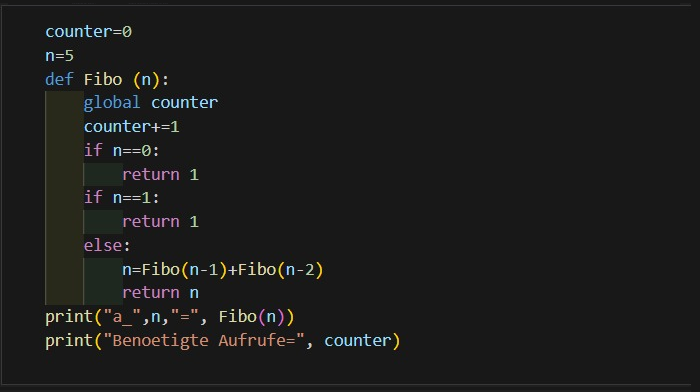 counter=0
n=5
def Fibo (n):
global counter
counter+=1
if n==0:
return 1
if n==1:
return 1
else:
n=Fibo(n-1)+Fibo(n-2)
return n
print("a_",n,"=", Fibo(n))
print("Benoetigte Aufrufe=", counter)